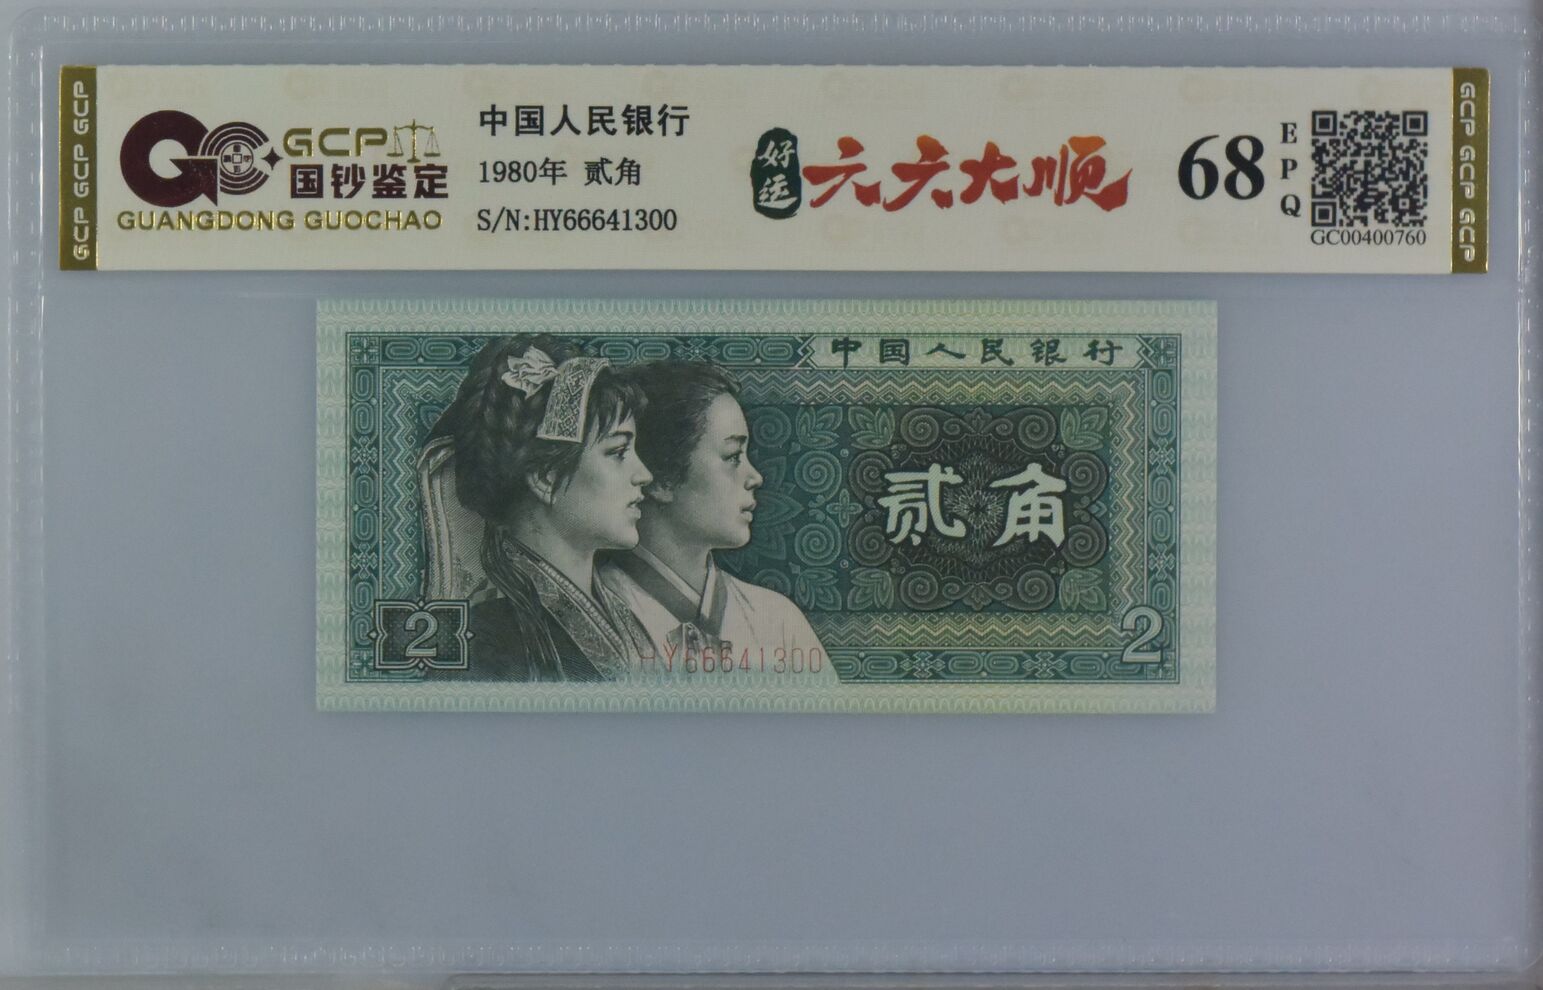 GCP GCP GCP
GCP
国钞鉴定
GUANGDONG GUOCHAO
中国人民银行
1980年 贰角
S/N:HY66641300
好运
六六大顺
68
EPQ
GC00400760
GCP GCP GCP
中国人民银行
贰角
2
2
HY66641300